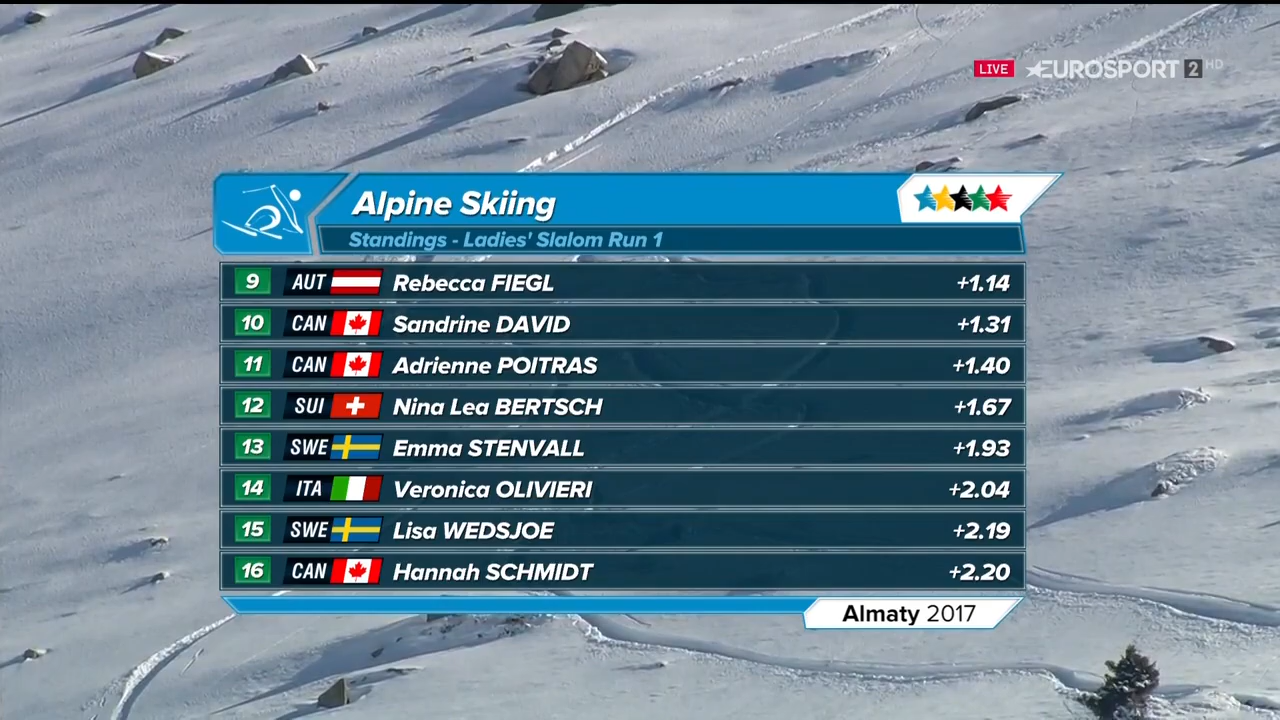 LIVE EUROSPORT 2 HD
Alpine Skiing
Standings - Ladies' Slalom Run 1
9 AUT Rebecca FIEGL +1.14
10 CAN Sandrine DAVID +1.31
11 CAN Adrienne POITRAS +1.40
12 SUI Nina Lea BERTSCH +1.67
13 SWE Emma STENVALL +1.93
14 ITA Veronica OLIVIERI +2.04
15 SWE Lisa WEDSJOE +2.19
16 CAN Hannah SCHMIDT +2.20
Almaty 2017